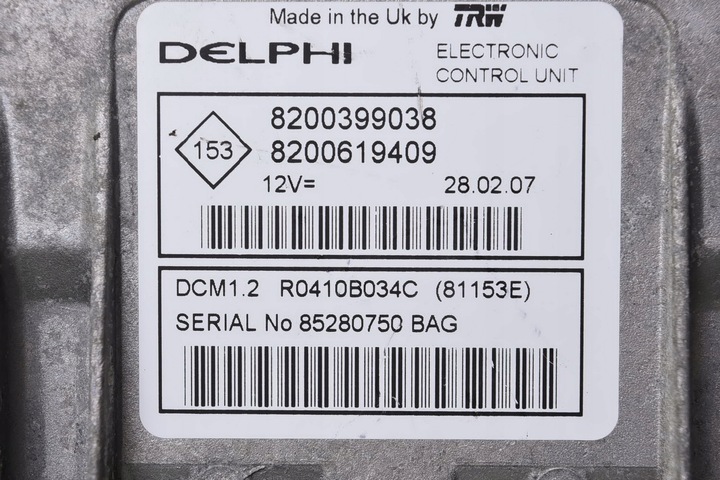 Made in the Uk by TRW
DELPHI
ELECTRONIC
CONTROL UNIT
153
8200399038
8200619409
12V=
28.02.07
DCM1.2 R0410B034C (81153E)
SERIAL No 85280750 BAG